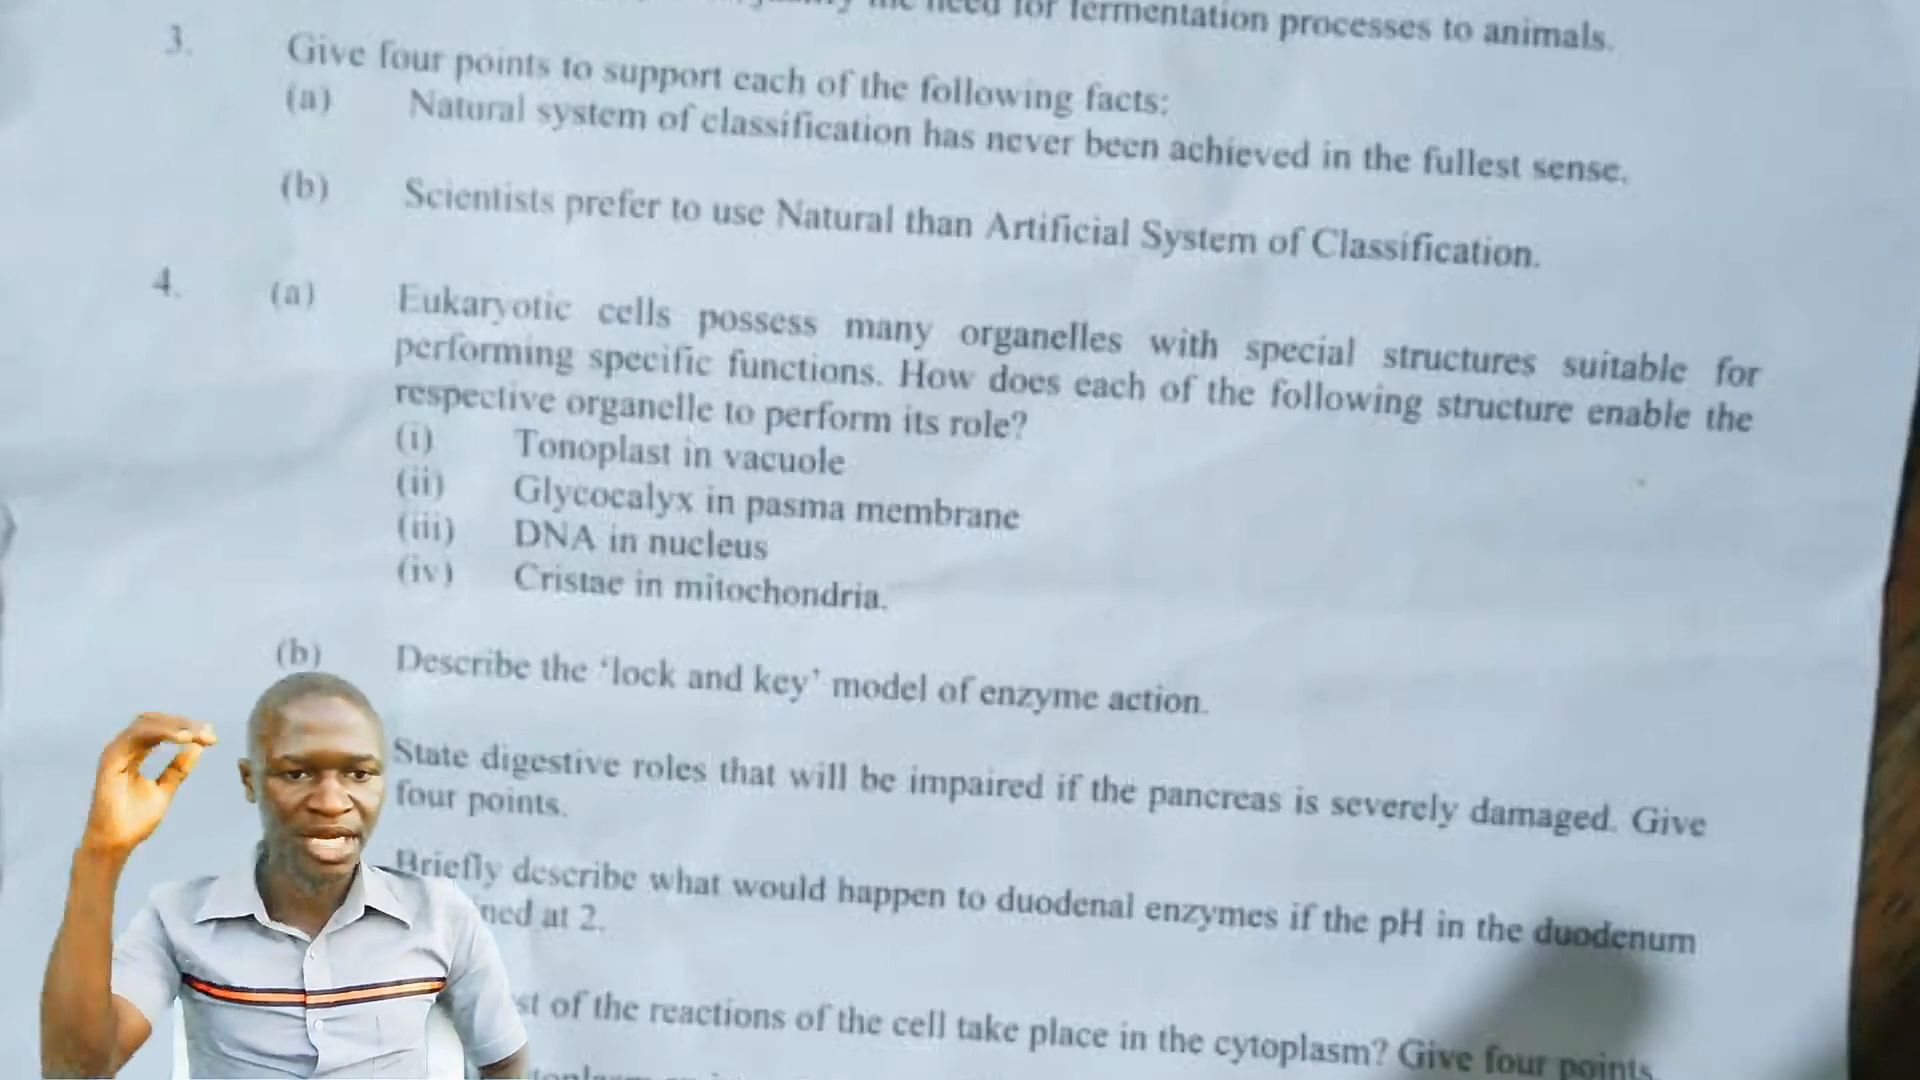 need for fermentation processes to animals.
3. Give four points to support each of the following facts:
(a) Natural system of classification has never been achieved in the fullest sense.
(b) Scientists prefer to use Natural than Artificial System of Classification.
4. (a) Eukaryotic cells possess many organelles with special structures suitable for
performing specific functions. How does each of the following structure enable the
respective organelle to perform its role?
(i) Tonoplast in vacuole
(ii) Glycocalyx in pasma membrane
(iii) DNA in nucleus
(iv) Cristae in mitochondria.
(b) Describe the ‘lock and key’ model of enzyme action.
State digestive roles that will be impaired if the pancreas is severely damaged. Give
four points.
Briefly describe what would happen to duodenal enzymes if the pH in the duodenum
at 2.
of the reactions of the cell take place in the cytoplasm? Give four points.